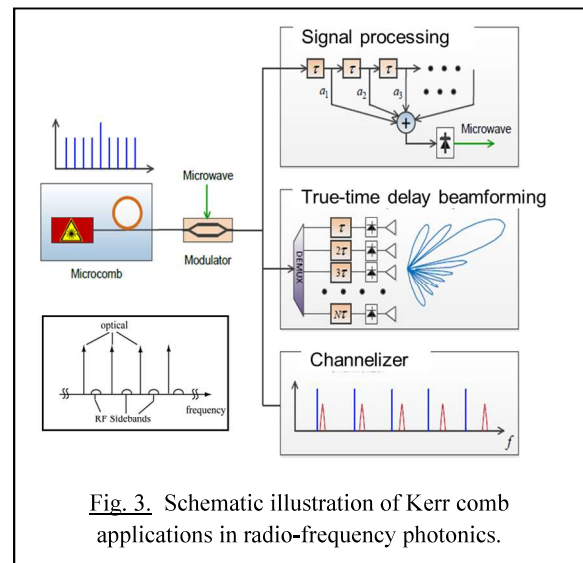 Signal processing
τ τ τ
a1 a2 a3
+
Microwave
Microwave
Microcomb
Modulator
True-time delay beamforming
DEMUX
τ
2τ
3τ
Nτ
optical
frequency
RF Sidebands
Channelizer
f
Fig. 3. Schematic illustration of Kerr comb
applications in radio-frequency photonics.